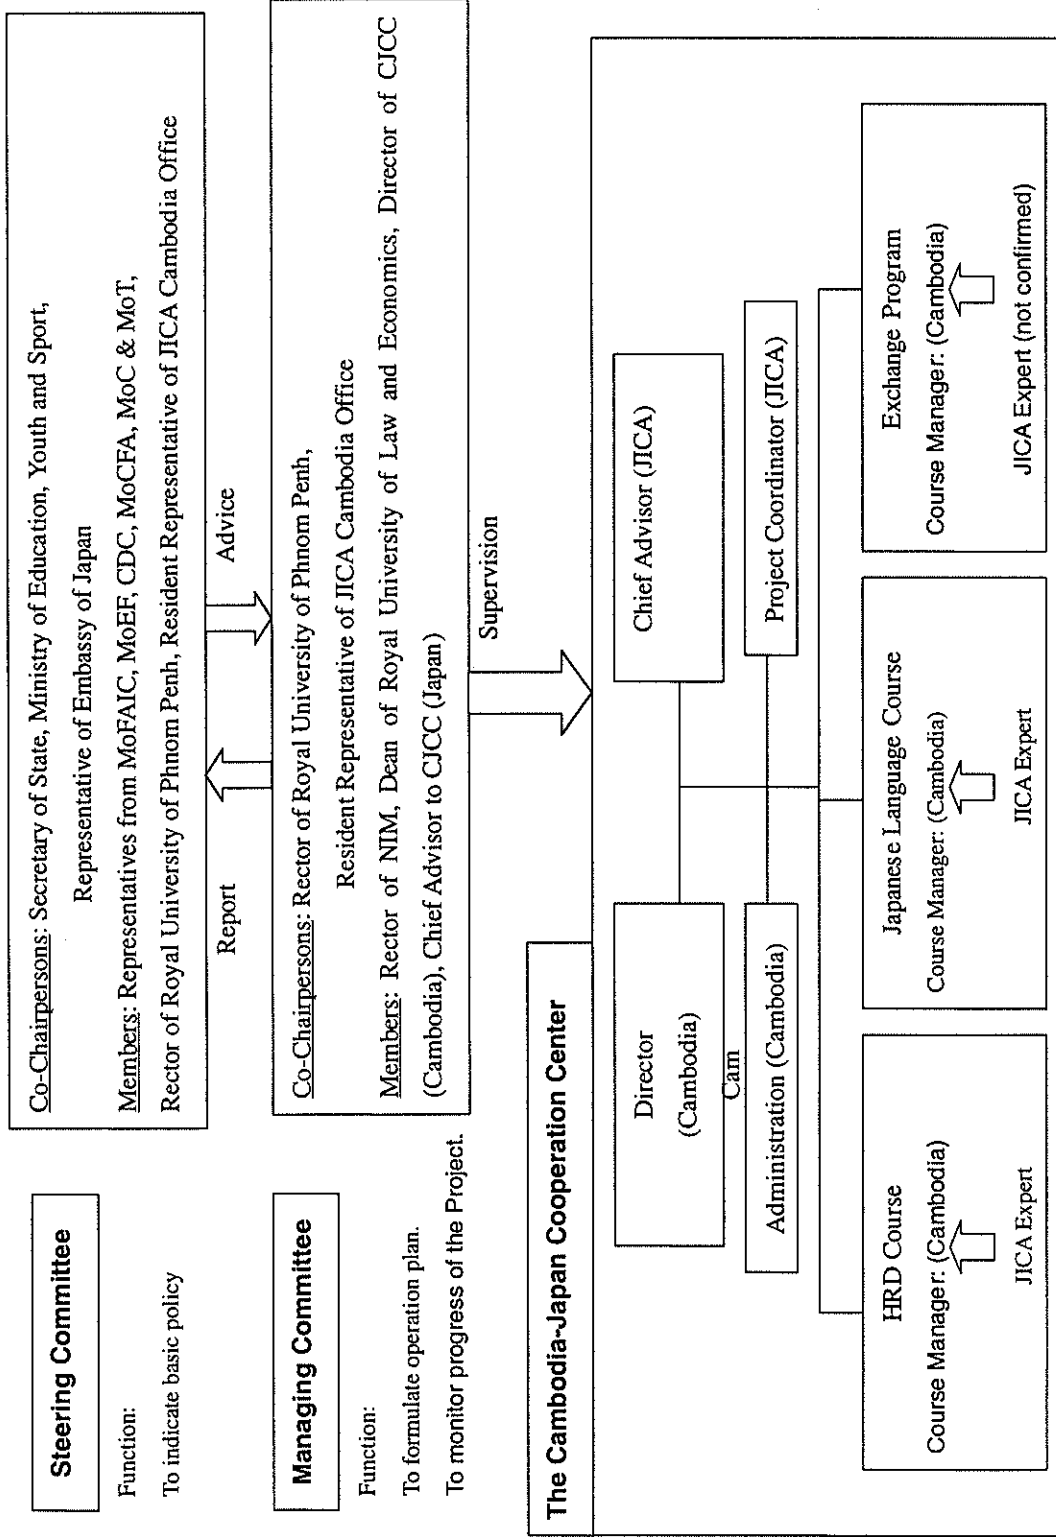 Steering Committee
Function:
To indicate basic policy
Co-Chairpersons: Secretary of State, Ministry of Education, Youth and Sport,
Representative of Embassy of Japan
Members: Representatives from MoFAIC, MoEF, CDC, MoCFA, MoC & MoT,
Rector of Royal University of Phnom Penh, Resident Representative of JICA Cambodia Office
Report
Advice
Managing Committee
Function:
To formulate operation plan.
To monitor progress of the Project.
Co-Chairpersons: Rector of Royal University of Phnom Penh,
Resident Representative of JICA Cambodia Office
Members: Rector of NIM, Dean of Royal University of Law and Economics, Director of CJCC
(Cambodia), Chief Advisor to CJCC (Japan)
Supervision
The Cambodia-Japan Cooperation Center
Director
(Cambodia)
Cam
Chief Advisor (JICA)
Administration (Cambodia)
Project Coordinator (JICA)
HRD Course
Course Manager: (Cambodia)
JICA Expert
Japanese Language Course
Course Manager: (Cambodia)
JICA Expert
Exchange Program
Course Manager: (Cambodia)
JICA Expert (not confirmed)